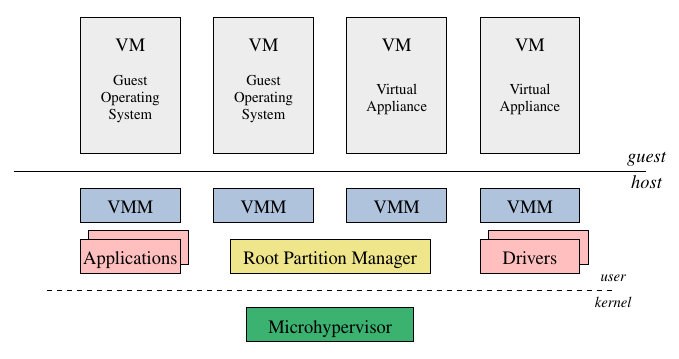 VM VM VM VM
Guest Guest Virtual Virtual
Operating Operating Appliance Appliance
System System
guest
host
VMM VMM VMM VMM
Applications Root Partition Manager Drivers
user
kernel
Microhypervisor